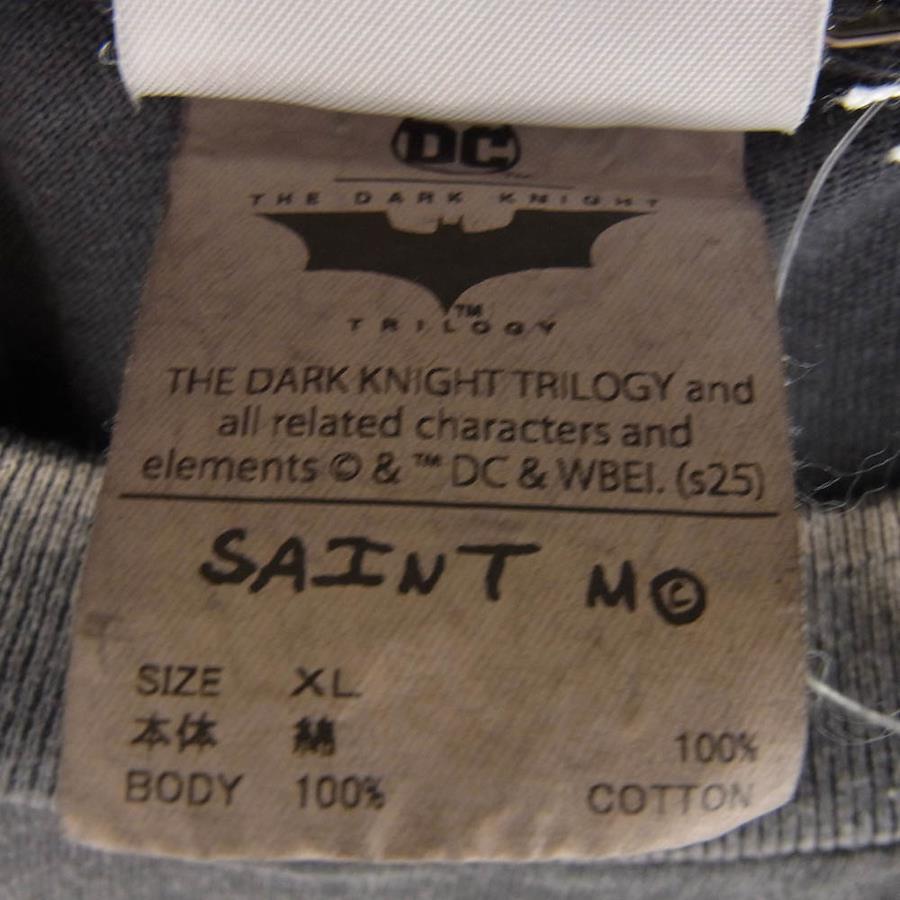 DC
THE DARK KNIGHT
TM
TRILOGY
THE DARK KNIGHT TRILOGY and
all related characters and
elements © & ™ DC & WBEI. (s25)
SAINT M©
SIZE XL
本体 綿 100%
BODY 100% COTTON